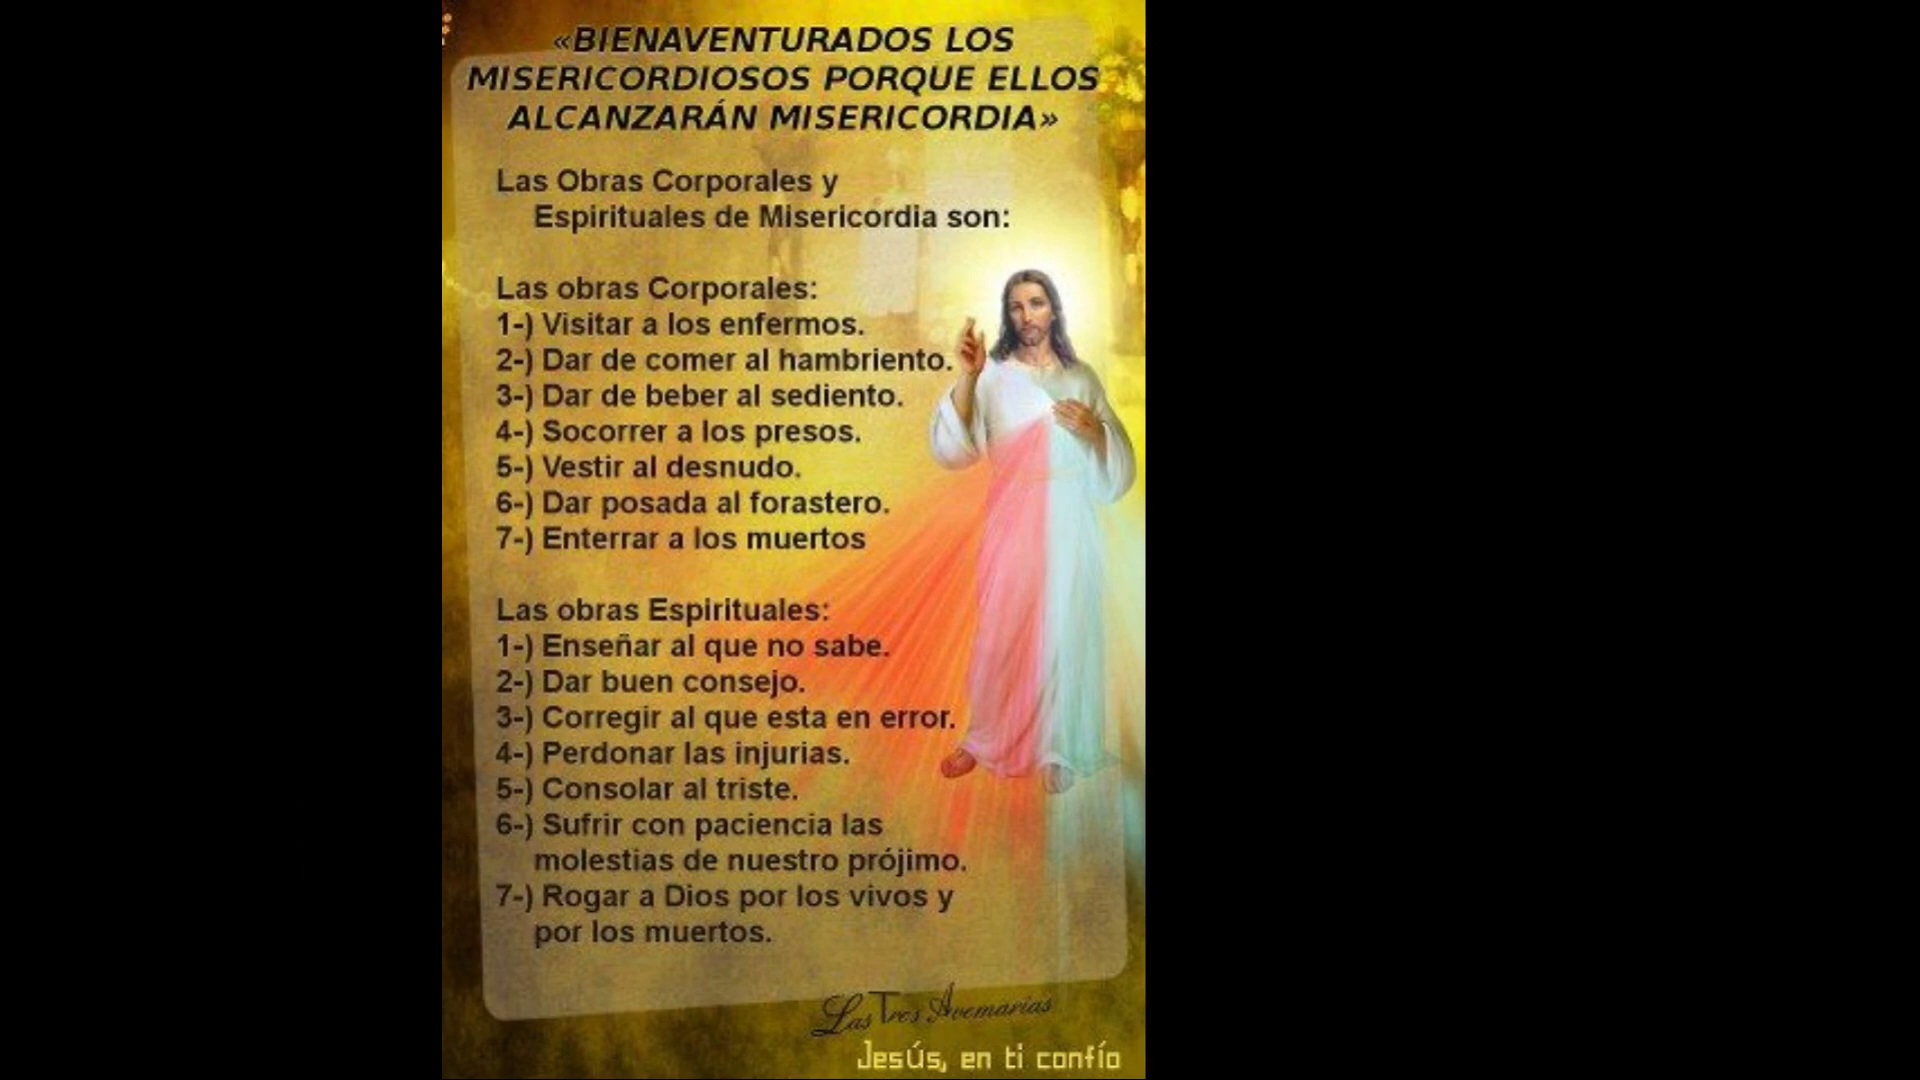 «BIENAVENTURADOS LOS
MISERICORDIOSOS PORQUE ELLOS
ALCANZARÁN MISERICORDIA»
Las Obras Corporales y
Espirituales de Misericordia son:
Las obras Corporales:
1-) Visitar a los enfermos.
2-) Dar de comer al hambriento.
3-) Dar de beber al sediento.
4-) Socorrer a los presos.
5-) Vestir al desnudo.
6-) Dar posada al forastero.
7-) Enterrar a los muertos
Las obras Espirituales:
1-) Enseñar al que no sabe.
2-) Dar buen consejo.
3-) Corregir al que esta en error.
4-) Perdonar las injurias.
5-) Consolar al triste.
6-) Sufrir con paciencia las
molestias de nuestro prójimo.
7-) Rogar a Dios por los vivos y
por los muertos.
Las Tres Avemarías
Jesús, en ti confío